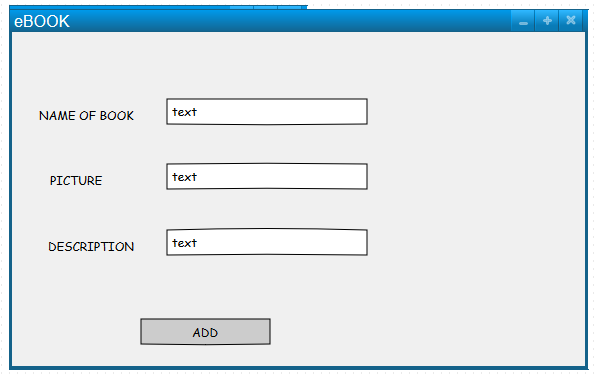 eBOOK
NAME OF BOOK text
PICTURE text
DESCRIPTION text
ADD